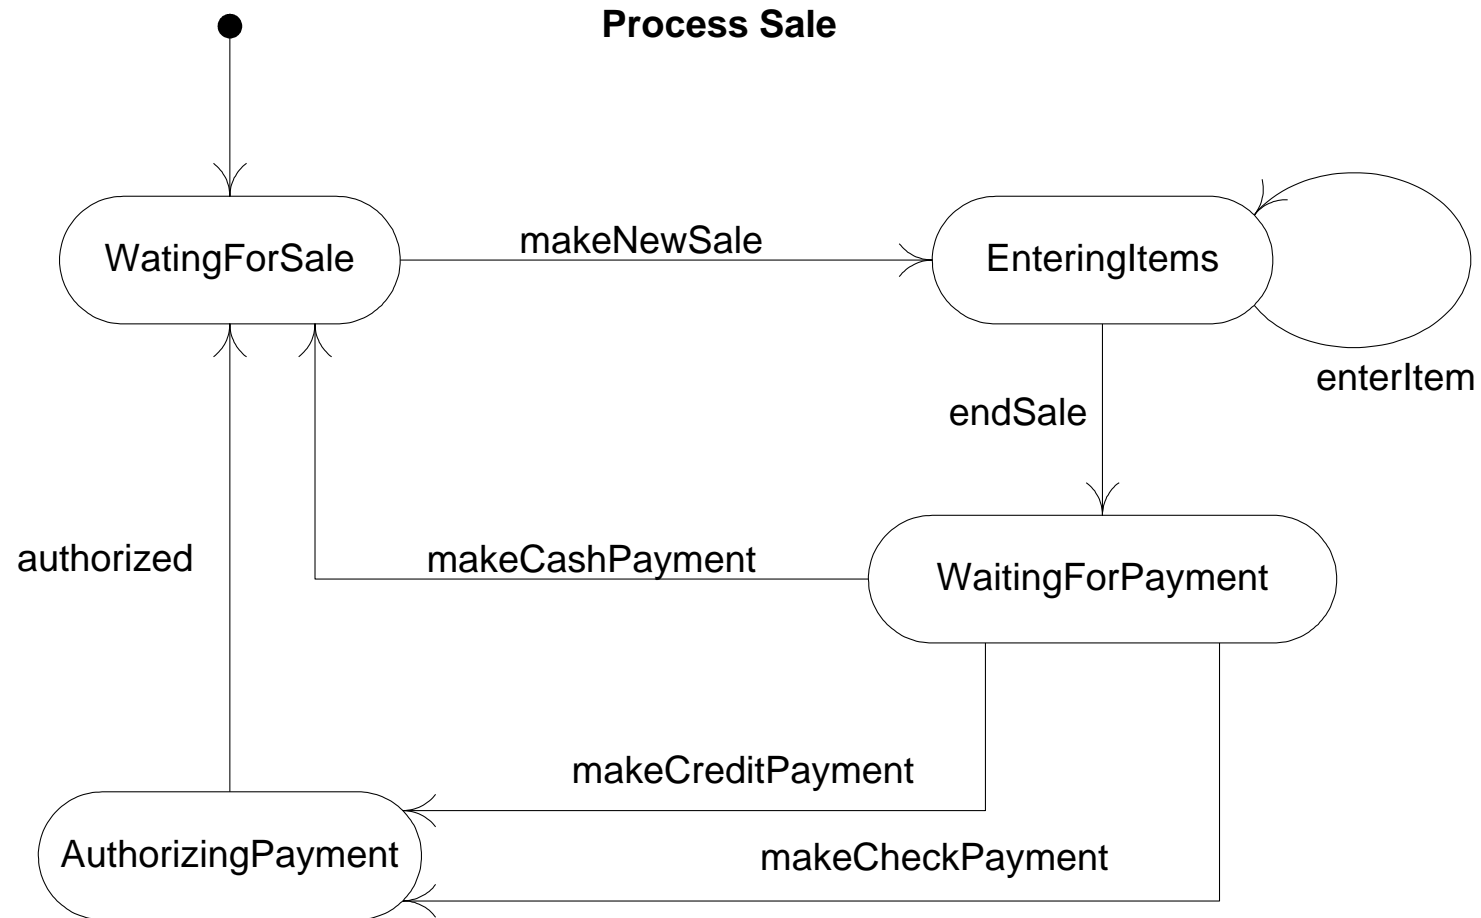 Process Sale
WatingForSale
makeNewSale
EnteringItems
enterItem
endSale
authorized
makeCashPayment
WaitingForPayment
makeCreditPayment
AuthorizingPayment
makeCheckPayment